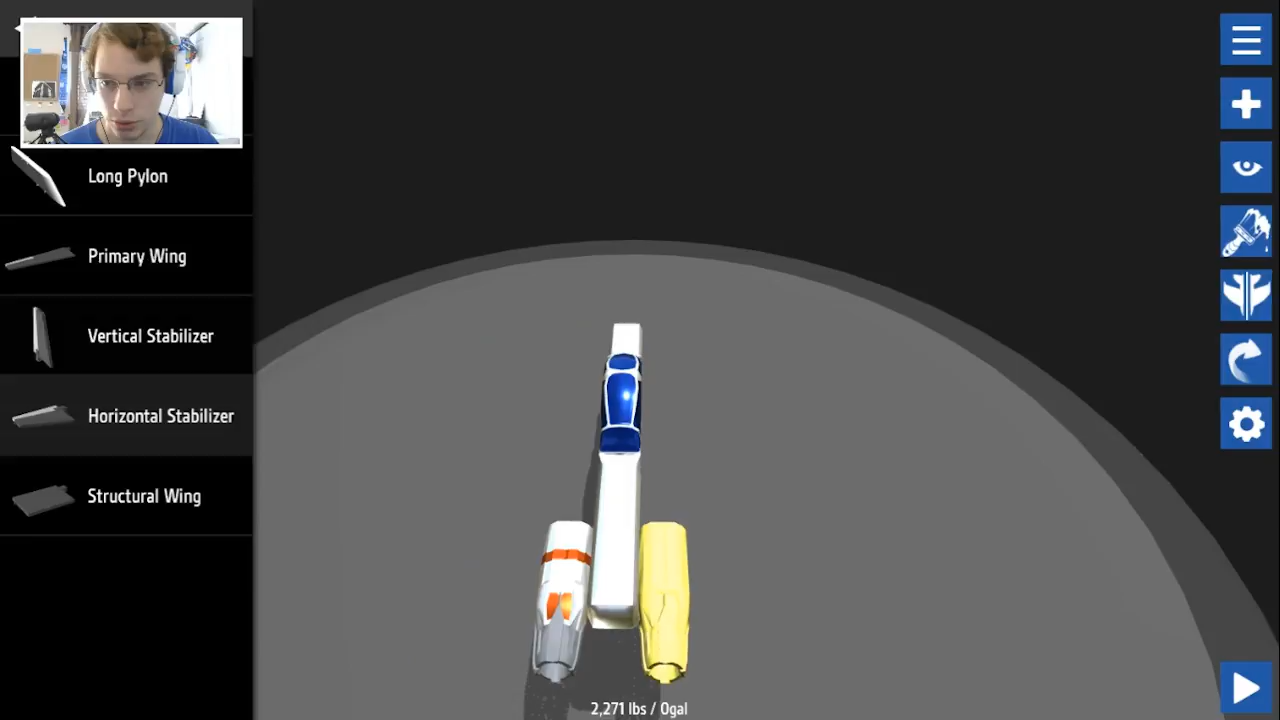 Long Pylon
Primary Wing
Vertical Stabilizer
Horizontal Stabilizer
Structural Wing
2,271 lbs / 0gal